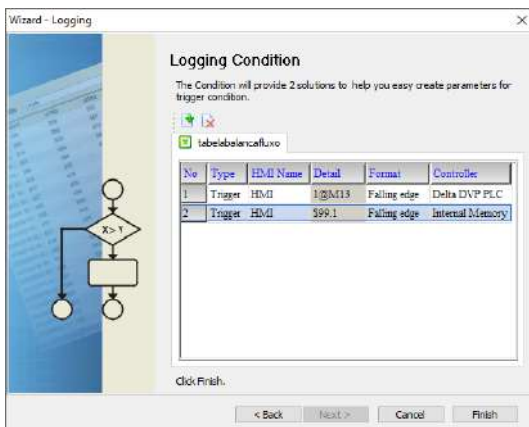 Wizard - Logging
Logging Condition
The Condition will provide 2 solutions to help you easy create parameters for
trigger condition.
tabelabalancafluxo
No Type HMI Name Detail Format Controller
1 Trigger HMI 1@M13 Falling edge Delta DVP PLC
2 Trigger HMI $99.1 Falling edge Internal Memory
X> Y
Click Finish.
< Back Next > Cancel Finish